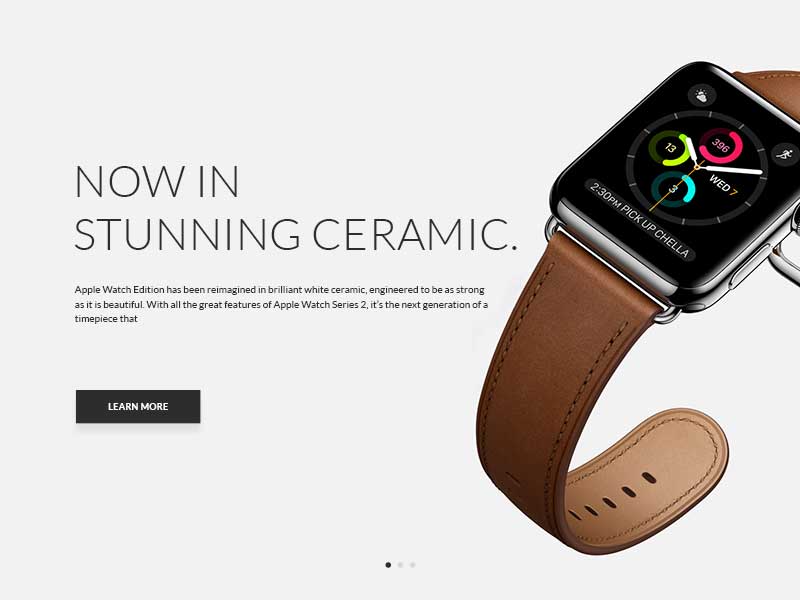 NOW IN
STUNNING CERAMIC.
Apple Watch Edition has been reimagined in brilliant white ceramic, engineered to be as strong
as it is beautiful. With all the great features of Apple Watch Series 2, it's the next generation of a
timepiece that
LEARN MORE
13
396
WED 7
3
2:30PM PICK UP CHELLA